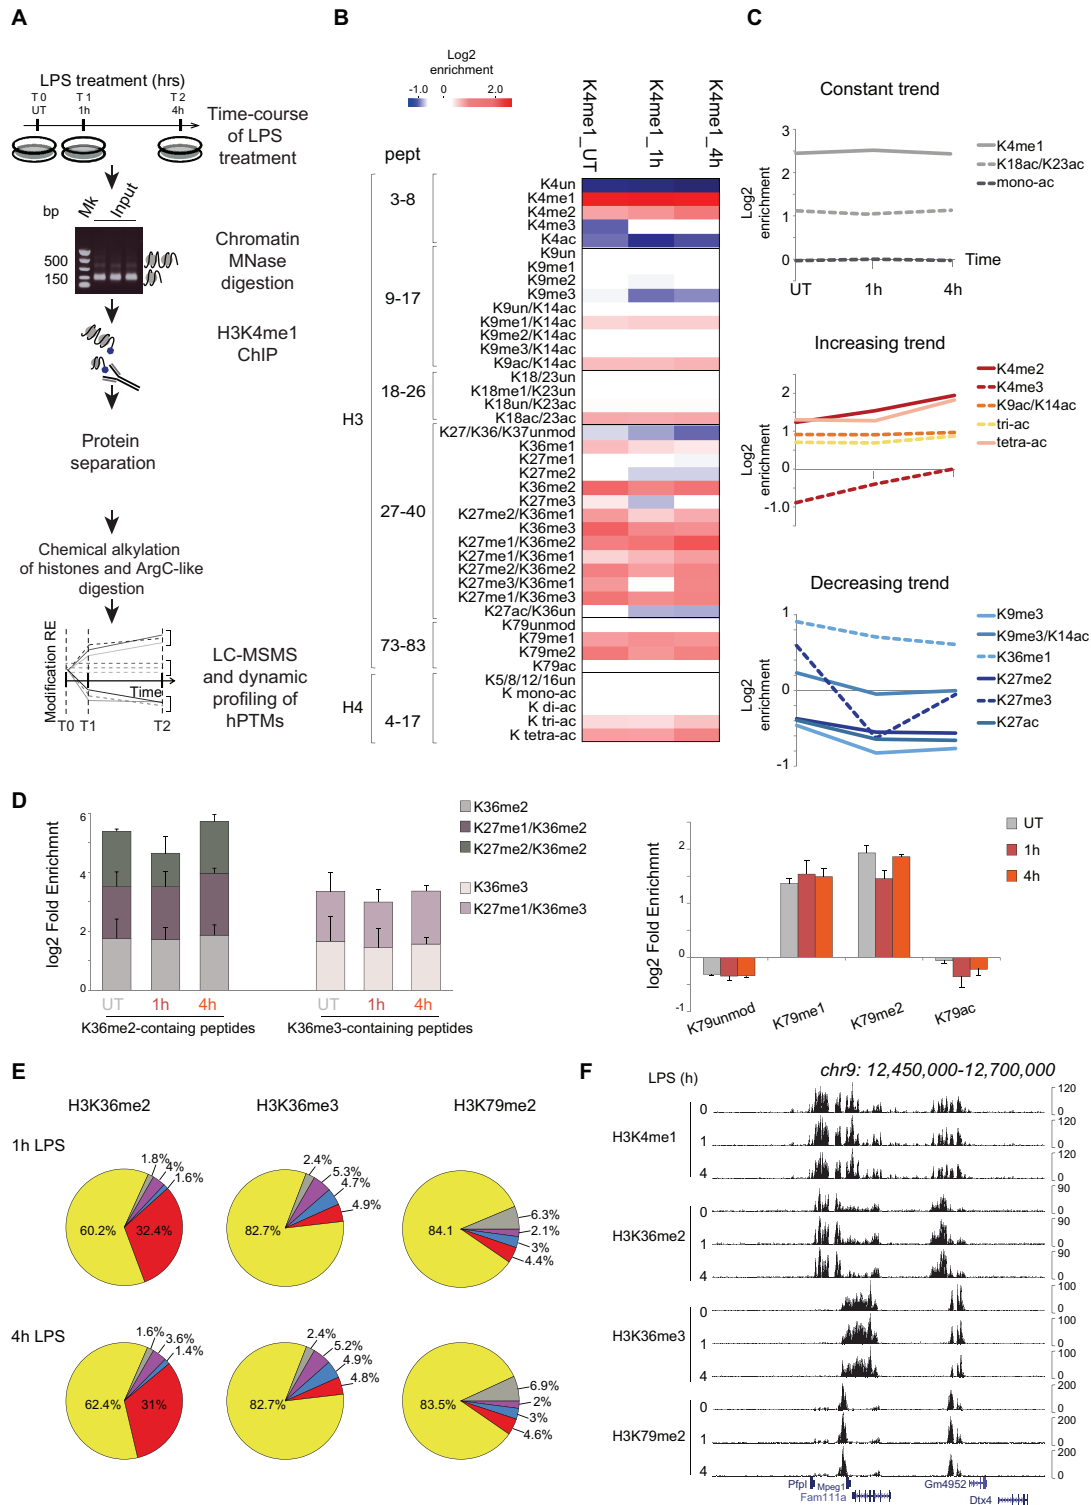 A
LPS treatment (hrs)
T 0
UT
T 1
1h
T 2
4h
Time-course
of LPS
treatment
bp
Mk
Input
500
150
Chromatin
MNase
digestion
H3K4me1
ChIP
Protein
separation
Chemical alkylation
of histones and ArgC-like
digestion
Modification RE
Time
T0
T1
T2
LC-MSMS
and dynamic
profiling of
hPTMs
B
Log2
enrichment
-1.0
0
1.0
2.0
K4me1_UT
K4me1_1h
K4me1_4h
pept
H3
3-8
K4un
K4me1
K4me2
K4me3
K4ac
9-17
K9un
K9me1
K9me2
K9me3
K9un/K14ac
K9me1/K14ac
K9me2/K14ac
K9me3/K14ac
K9ac/K14ac
18-26
K18/23un
K18me1/K23un
K18un/K23ac
K18ac/23ac
27-40
K27/K36/K37unmod
K36me1
K27me1
K27me2
K36me2
K27me3
K27me2/K36me1
K36me3
K27me1/K36me2
K27me1/K36me1
K27me2/K36me2
K27me3/K36me1
K27me1/K36me3
K27ac/K36un
73-83
K79unmod
K79me1
K79me2
K79ac
H4
4-17
K5/8/12/16un
K mono-ac
K di-ac
K tri-ac
K tetra-ac
C
Constant trend
3
2
1
0
Log2
enrichment
UT
1h
4h
Time
K4me1
K18ac/K23ac
mono-ac
Increasing trend
2
1
0
-1.0
Log2
enrichment
K4me2
K4me3
K9ac/K14ac
tri-ac
tetra-ac
Decreasing trend
1
0
-1
Log2
enrichment
K9me3
K9me3/K14ac
K36me1
K27me2
K27me3
K27ac
D
log2 Fold Enrichmnt
6
4
2
0
UT
1h
4h
K36me2-containg peptides
UT
1h
4h
K36me3-containing peptides
K36me2
K27me1/K36me2
K27me2/K36me2
K36me3
K27me1/K36me3
log2 Fold Enrichmnt
2
1
0
-1
K79unmod
K79me1
K79me2
K79ac
UT
1h
4h
E
H3K36me2
H3K36me3
H3K79me2
1h LPS
1.8%
4%
1.6%
60.2%
32.4%
2.4%
5.3%
4.7%
4.9%
82.7%
84.1
6.3%
2.1%
3%
4.4%
4h LPS
1.6%
3.6%
1.4%
62.4%
31%
2.4%
5.2%
4.9%
4.8%
82.7%
83.5%
6.9%
2%
3%
4.6%
F
LPS (h)
chr9: 12,450,000-12,700,000
H3K4me1
0
120
0
1
120
0
4
120
0
H3K36me2
0
90
0
1
90
0
4
90
0
H3K36me3
0
100
0
1
100
0
4
100
0
H3K79me2
0
200
0
1
200
0
4
200
0
Pfpl
Mpeg1
Fam111a
Gm4952
Dtx4